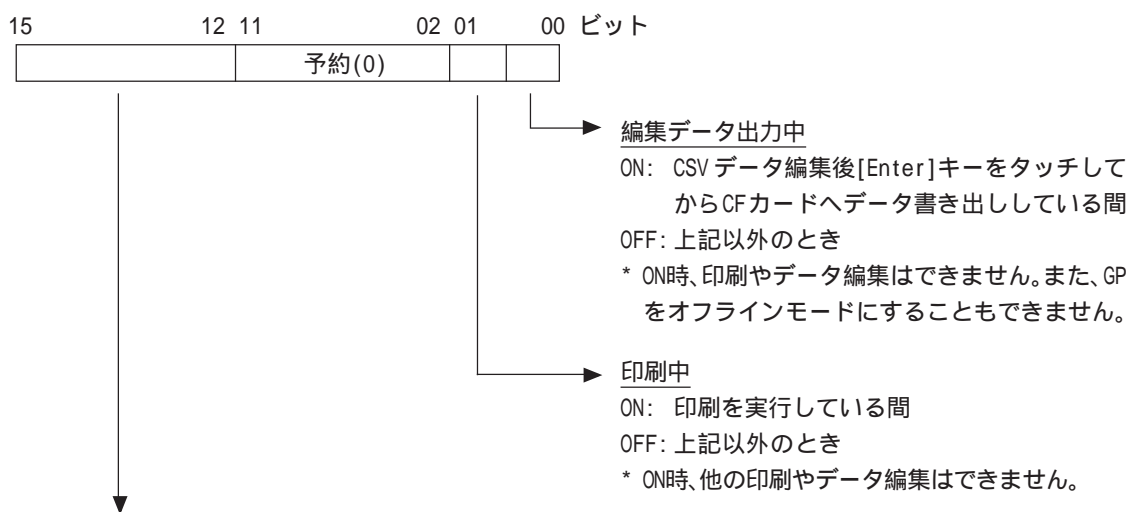 15 12 11 02 01 00 ビット
予約(0)
編集データ出力中
ON: CSVデータ編集後[Enter]キーをタッチして
からCFカードへデータ書き出ししている間
OFF: 上記以外のとき
* ON時、印刷やデータ編集はできません。また、GP
をオフラインモードにすることもできません。
印刷中
ON: 印刷を実行している間
OFF: 上記以外のとき
* ON時、他の印刷やデータ編集はできません。